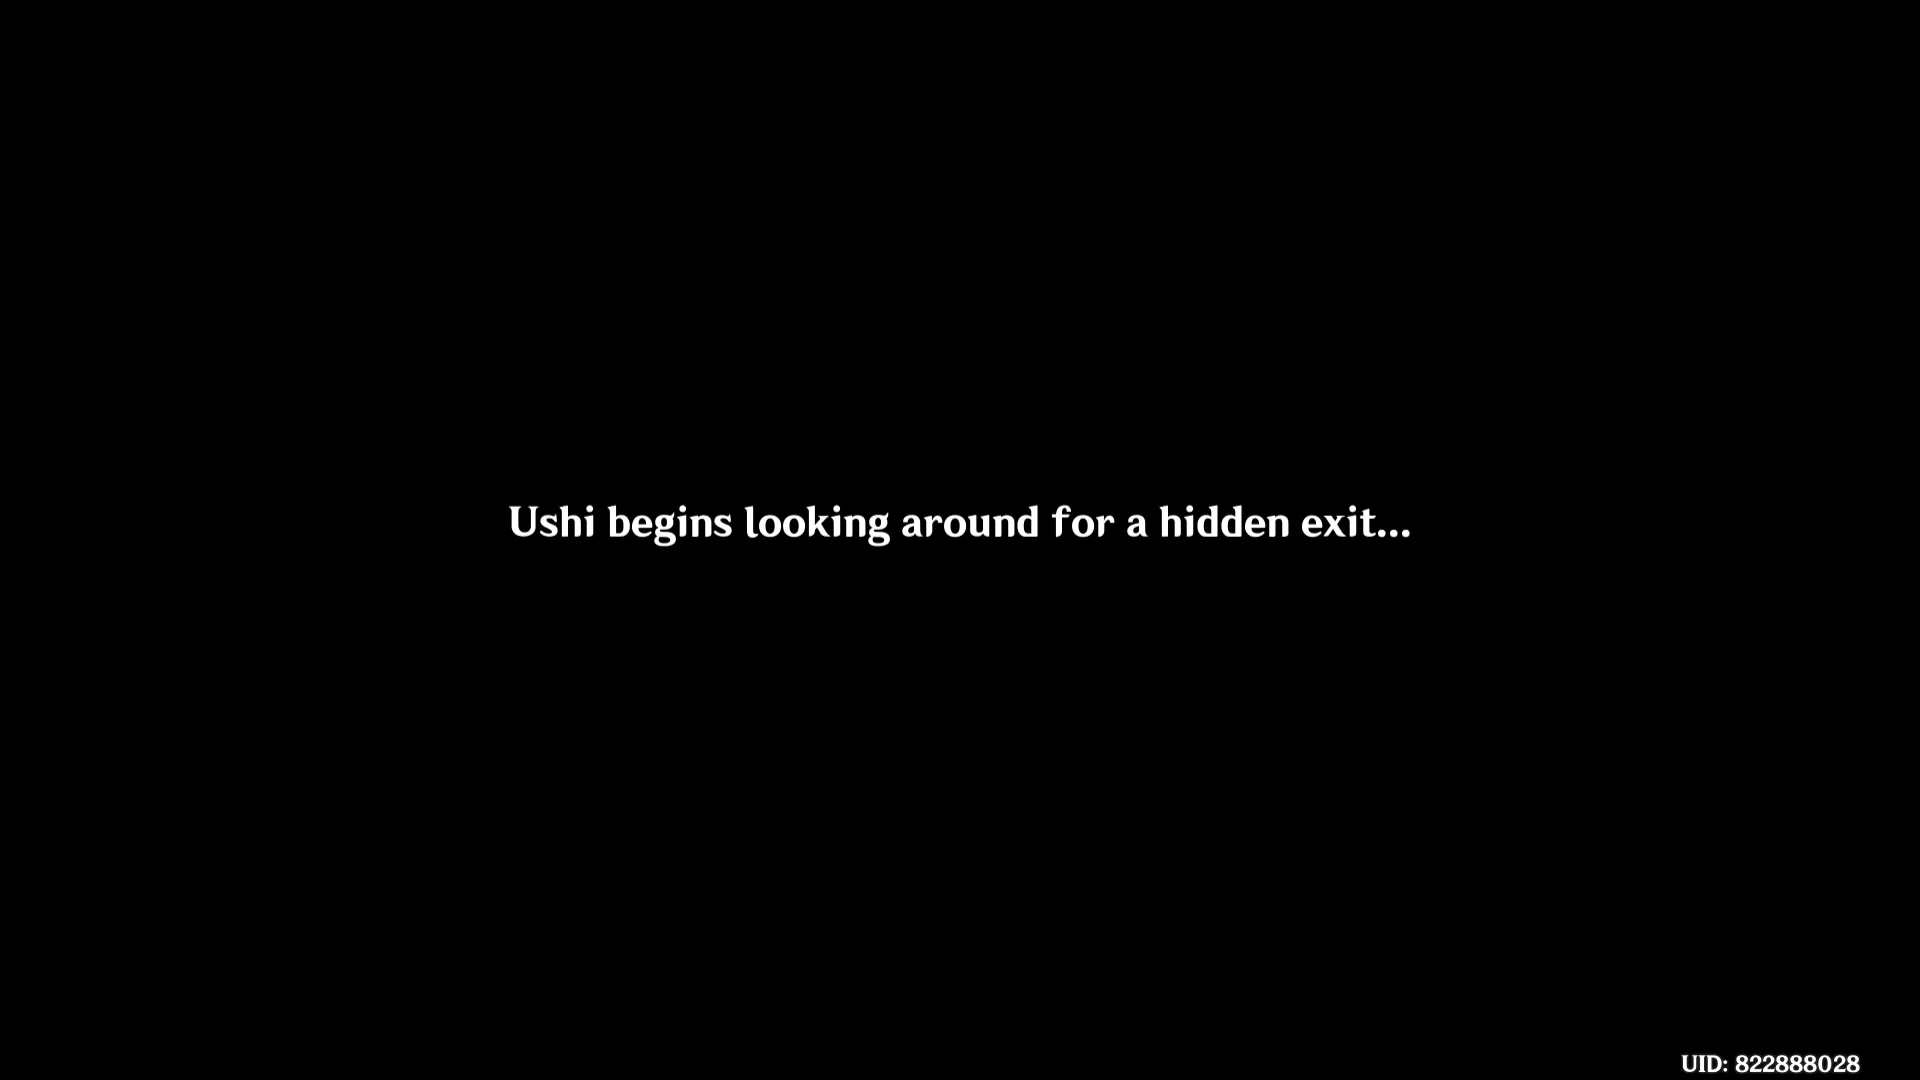 Ushi begins looking around for a hidden exit...
UID: 822888028